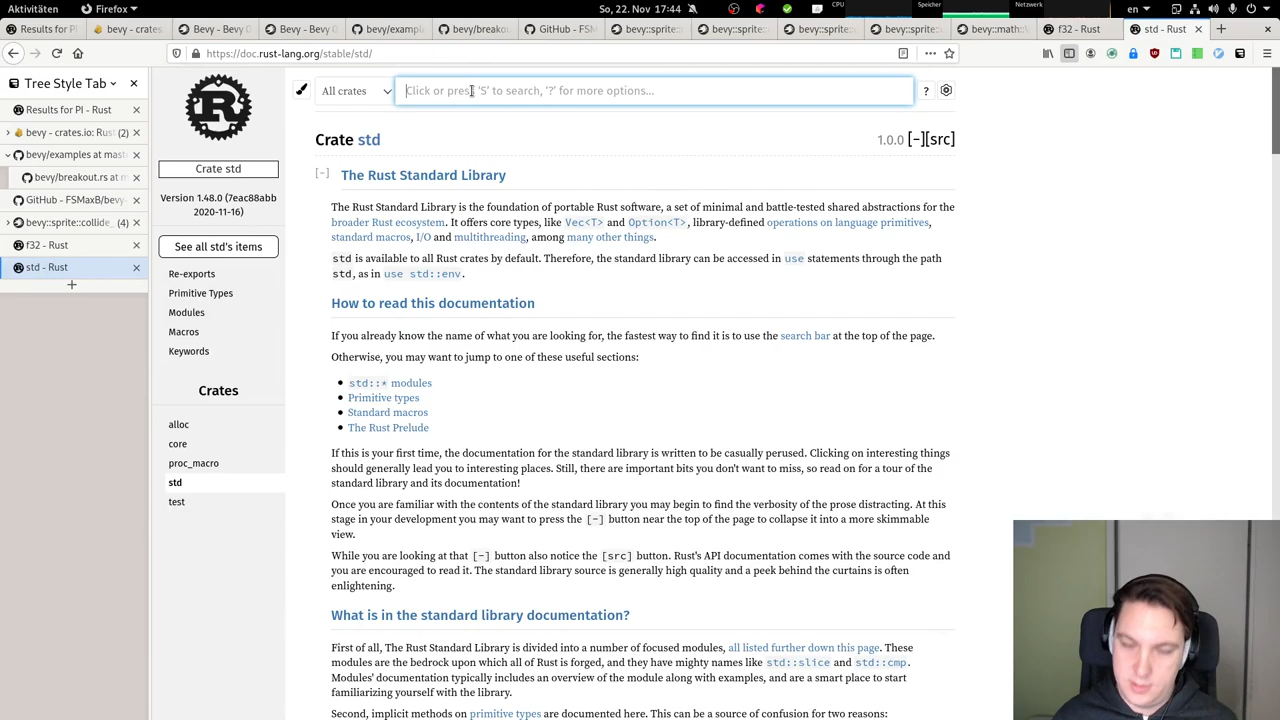 Aktivitäten
Firefox
So, 22. Nov 17:44
CPU
Speicher
Netzwerk
en
Results for PI
bevy - crates.
Bevy - Rust
Bevy ? Games
bevy/example
bevy/breakou
GitHub - FSM
bevy::sprite::
bevy::sprite::
bevy::sprite::
bevy::math::
f32 - Rust
std - Rust
https://doc.rust-lang.org/stable/std/
Tree Style Tab
Results for PI - Rust
bevy - crates.io: Rust (2)
bevy/examples at mast
bevy/breakout.rs at m
GitHub - FSMaxB/bevy-
bevy::sprite::collide_ (4)
f32 - Rust
std - Rust
Crate std
Version 1.48.0 (7eac88abb
2020-11-16)
See all std's items
Re-exports
Primitive Types
Modules
Macros
Keywords
Crates
alloc
core
proc_macro
std
test
All crates
Click or press 'S' to search, '?' for more options...
?
Crate std
1.0.0 [-][src]
[-]
The Rust Standard Library
The Rust Standard Library is the foundation of portable Rust software, a set of minimal and battle-tested shared abstractions for the
broader Rust ecosystem. It offers core types, like Vec<T> and Option<T>, library-defined operations on language primitives,
standard macros, I/O and multithreading, among many other things.
std is available to all Rust crates by default. Therefore, the standard library can be accessed in use statements through the path
std, as in use std::env.
How to read this documentation
If you already know the name of what you are looking for, the fastest way to find it is to use the search bar at the top of the page.
Otherwise, you may want to jump to one of these useful sections:
• std::* modules
• Primitive types
• Standard macros
• The Rust Prelude
If this is your first time, the documentation for the standard library is written to be casually perused. Clicking on interesting things
should generally lead you to interesting places. Still, there are important bits you don't want to miss, so read on for a tour of the
standard library and its documentation!
Once you are familiar with the contents of the standard library you may begin to find the verbosity of the prose distracting. At this
stage in your development you may want to press the [-] button near the top of the page to collapse it into a more skimmable
view.
While you are looking at that [-] button also notice the [src] button. Rust's API documentation comes with the source code and
you are encouraged to read it. The standard library source is generally high quality and a peek behind the curtains is often
enlightening.
What is in the standard library documentation?
First of all, The Rust Standard Library is divided into a number of focused modules, all listed further down this page. These
modules are the bedrock upon which all of Rust is forged, and they have mighty names like std::slice and std::cmp.
Modules' documentation typically includes an overview of the module along with examples, and are a smart place to start
familiarizing yourself with the library.
Second, implicit methods on primitive types are documented here. This can be a source of confusion for two reasons: